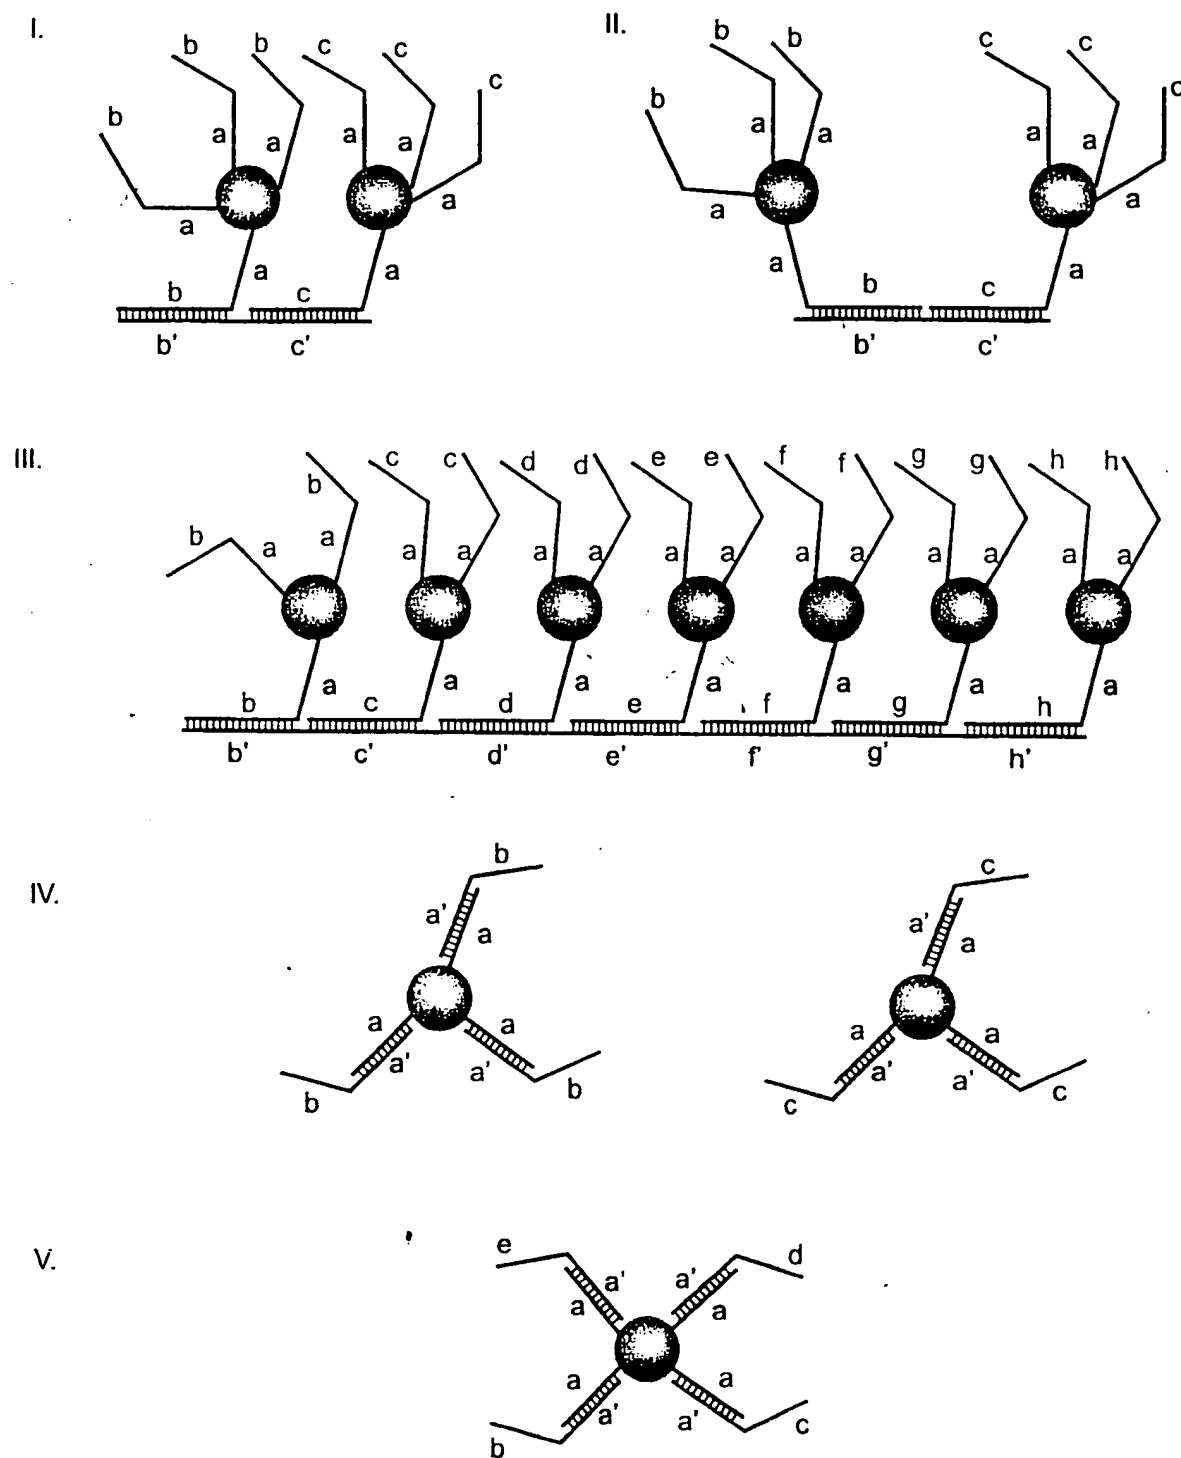 I.
b b c c c
b
a a a a
a a
a a
b c
b' c'
II.
b b c c c
b
a a a a
a a
a a
b c
b' c'
III.
b c c d d e e f f g g h h
b a a a a a a a a a a a a a a
a a a a a a a
b c d e f g h
b' c' d' e' f' g' h'
IV.
b c
a' a a' a
a a a a
a' a' a' a'
b b c c
V.
e d
a' a'
a a
a a
a' a'
b c